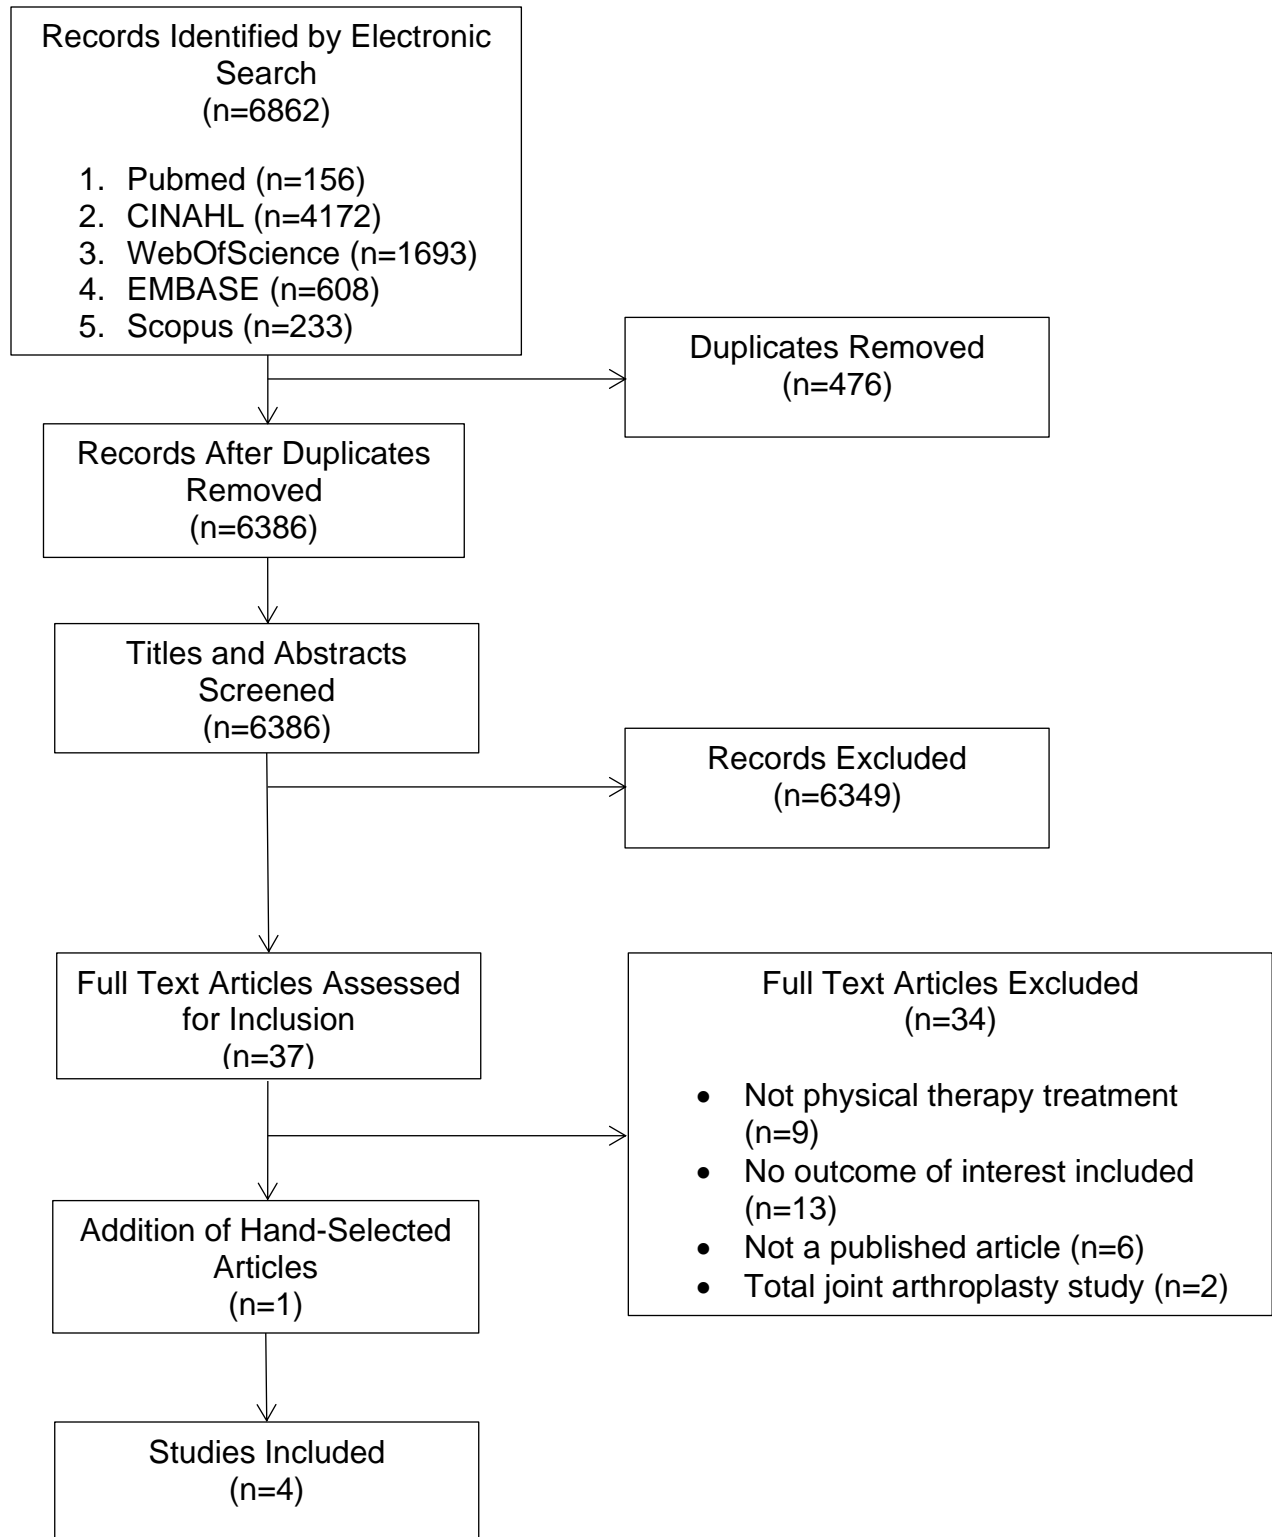 Records Identified by Electronic
Search
(n=6862)
1. Pubmed (n=156)
2. CINAHL (n=4172)
3. WebOfScience (n=1693)
4. EMBASE (n=608)
5. Scopus (n=233)
Duplicates Removed
(n=476)
Records After Duplicates
Removed
(n=6386)
Titles and Abstracts
Screened
(n=6386)
Records Excluded
(n=6349)
Full Text Articles Assessed
for Inclusion
(n=37)
Full Text Articles Excluded
(n=34)
• Not physical therapy treatment
(n=9)
• No outcome of interest included
(n=13)
• Not a published article (n=6)
• Total joint arthroplasty study (n=2)
Addition of Hand-Selected
Articles
(n=1)
Studies Included
(n=4)